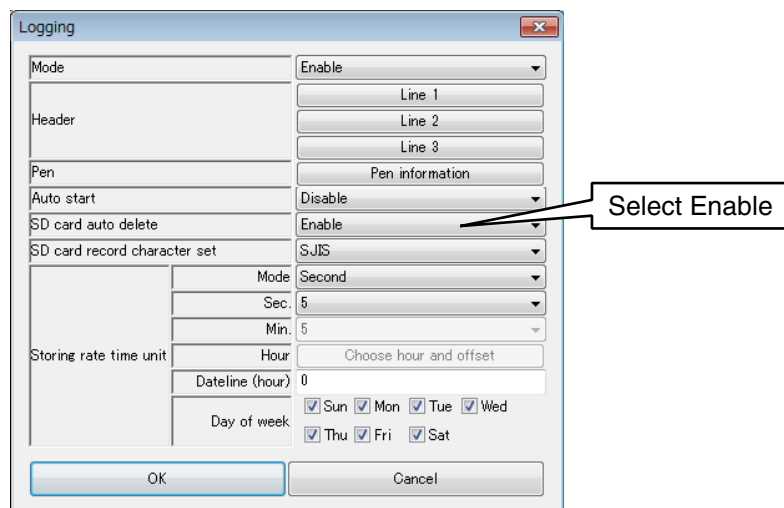 Logging
Mode Enable
Header Line 1
Line 2
Line 3
Pen Pen information
Auto start Disable
SD card auto delete Enable
Select Enable
SD card record character set SJIS
Storing rate time unit Mode Second
Sec. 5
Min. 5
Hour Choose hour and offset
Dateline (hour) 0
Day of week Sun Mon Tue Wed
Thu Fri Sat
OK Cancel